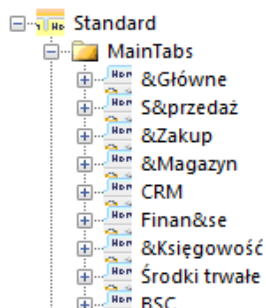 Standard
MainTabs
&Główne
S&przedaż
&Zakup
&Magazyn
CRM
Finan&se
&Księgowość
Środki trwałe
BSC